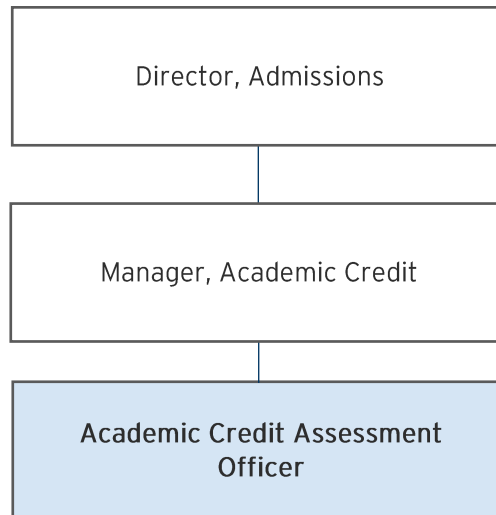 Director, Admissions
Manager, Academic Credit
Academic Credit Assessment
Officer